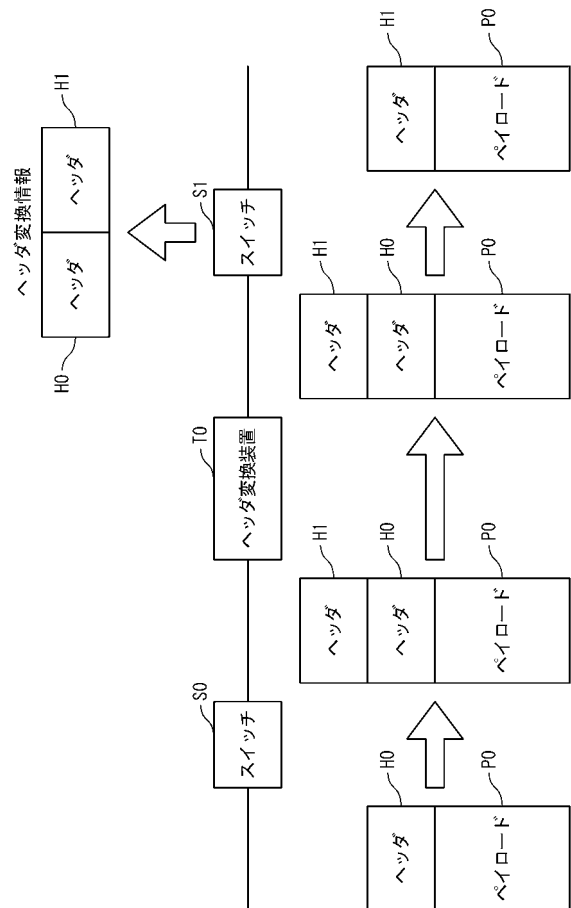 ヘッダ変換情報
H0
H1
ヘッダ
ヘッダ
S0
T0
S1
スイッチ
ヘッダ変換装置
スイッチ
H0
ヘッダ
P0
ペイロード
H1
ヘッダ
H0
ヘッダ
P0
ペイロード
H1
ヘッダ
H0
ヘッダ
P0
ペイロード
H1
ヘッダ
P0
ペイロード